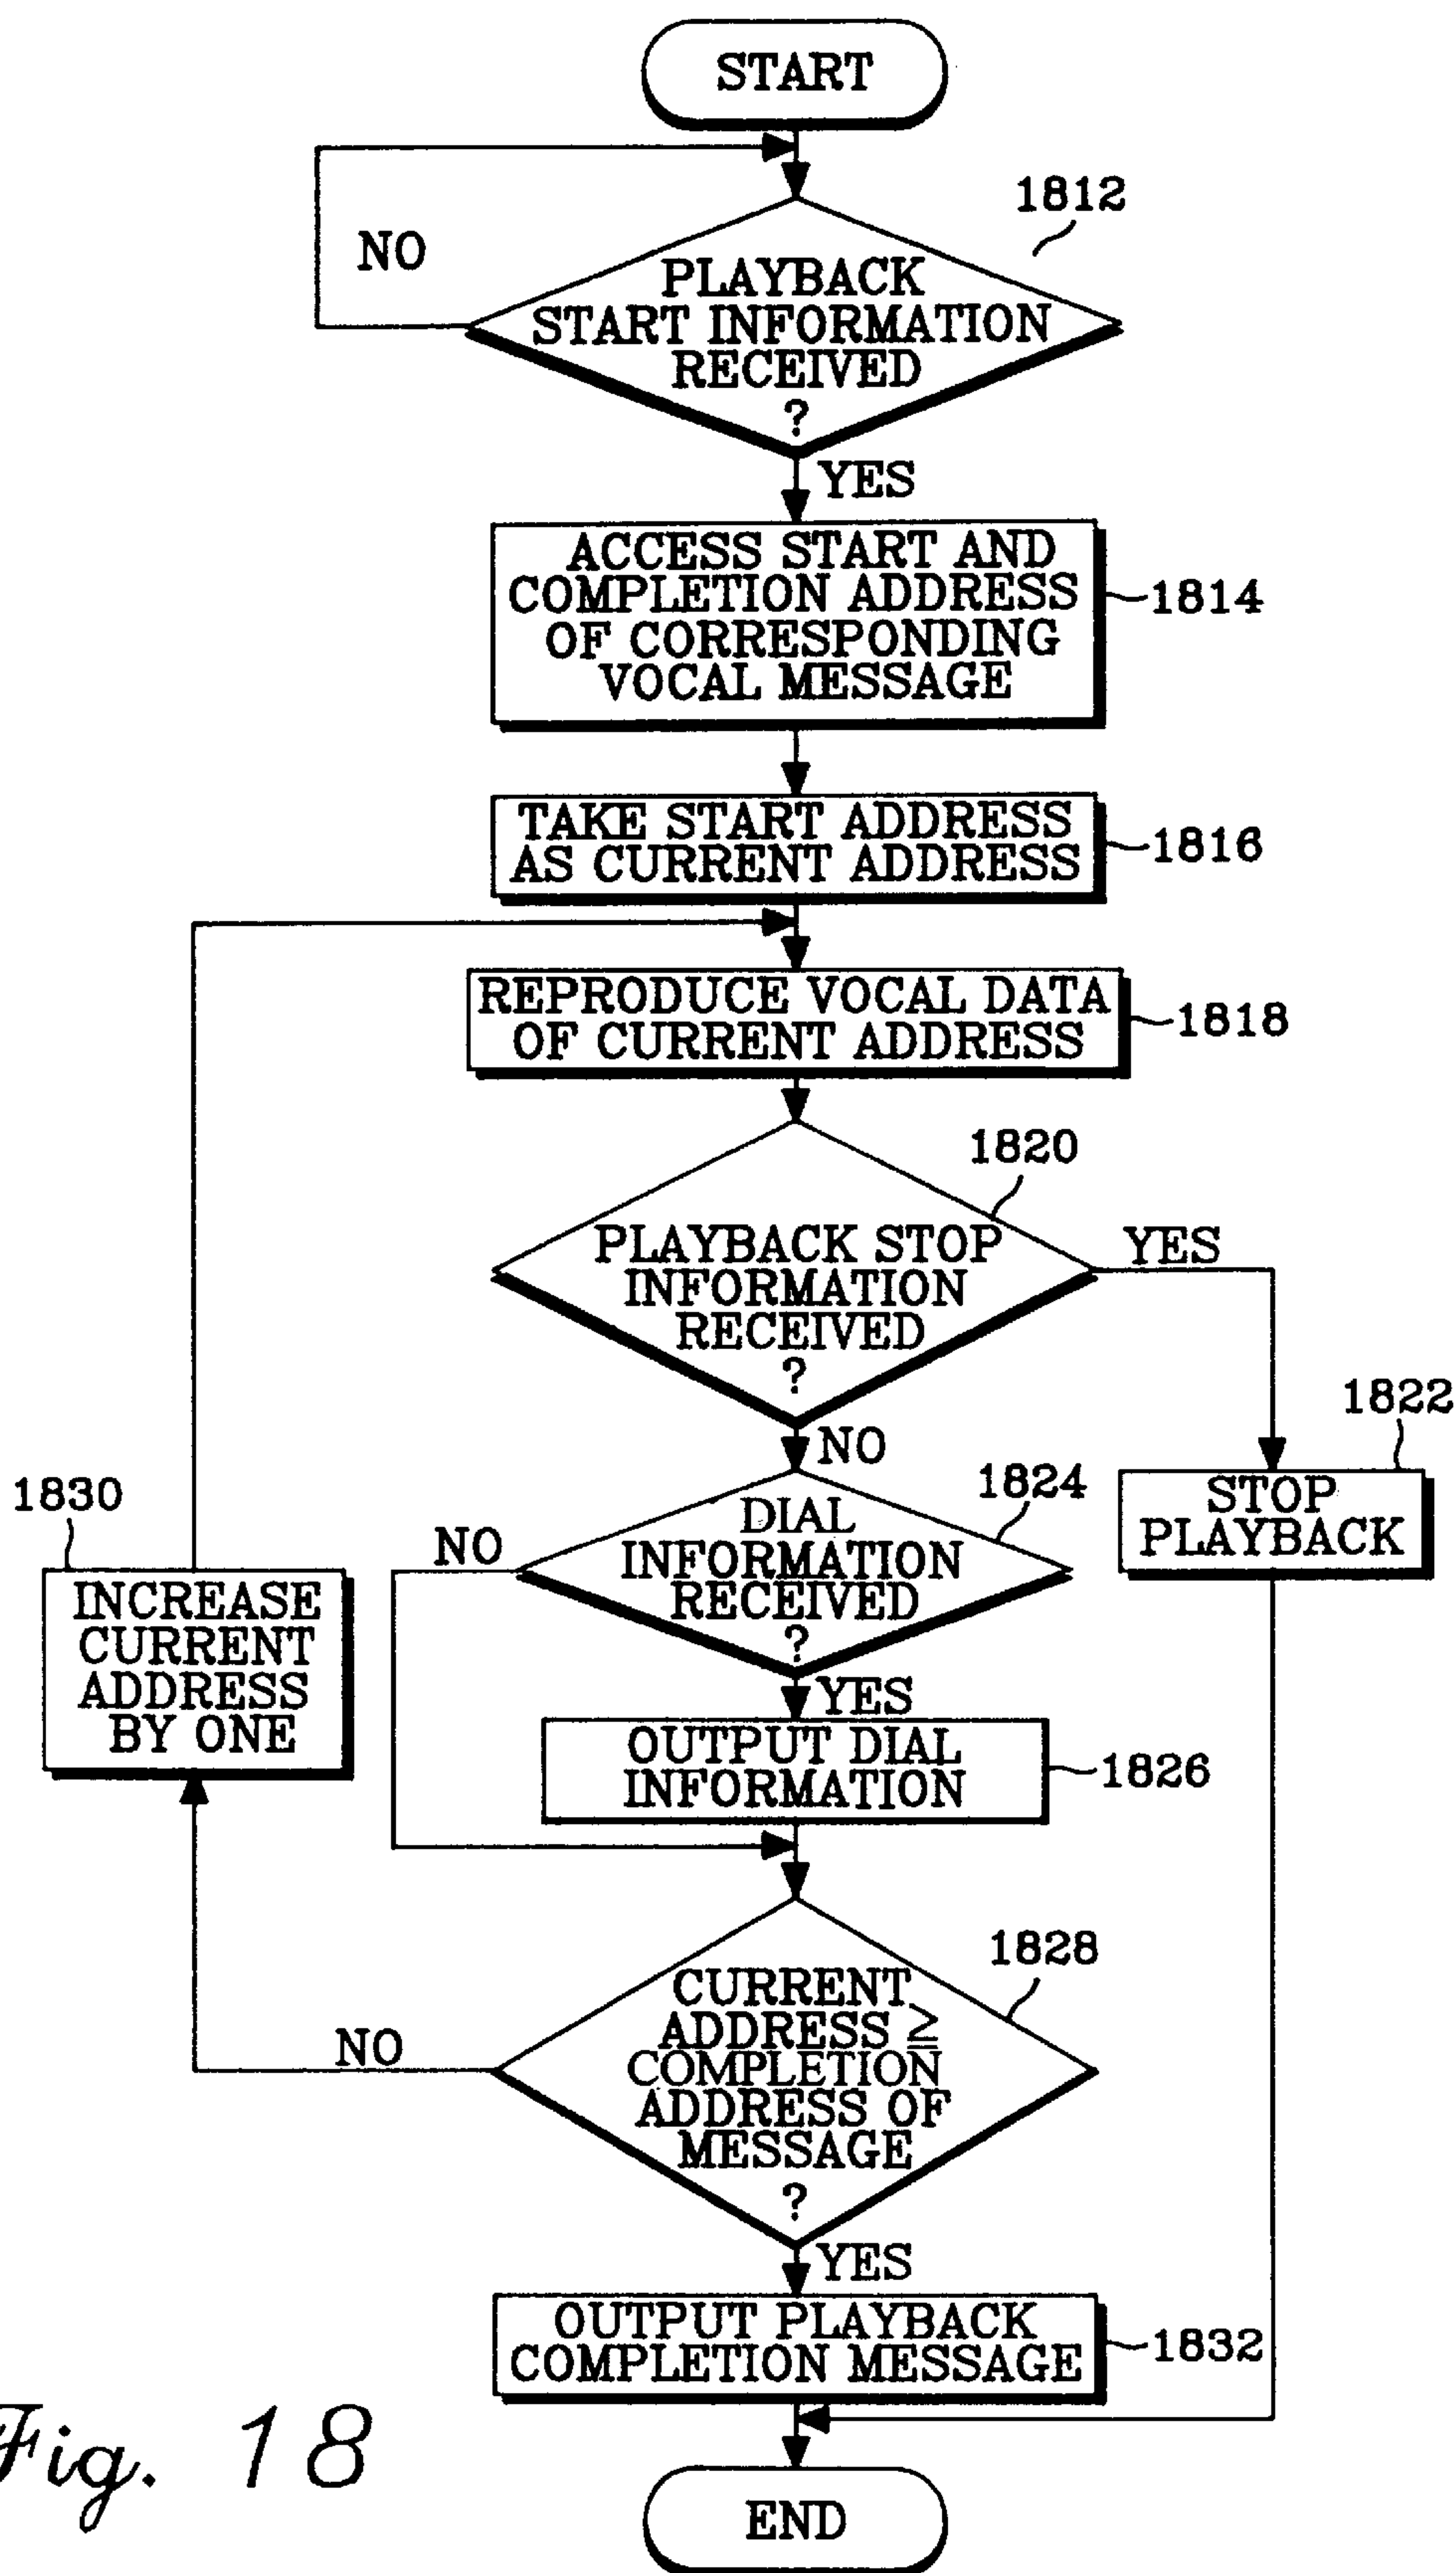 START
NO
1812
PLAYBACK
START INFORMATION
RECEIVED
?
YES
ACCESS START AND
COMPLETION ADDRESS
OF CORRESPONDING
VOCAL MESSAGE
1814
TAKE START ADDRESS
AS CURRENT ADDRESS
1816
REPRODUCE VOCAL DATA
OF CURRENT ADDRESS
1818
1820
PLAYBACK STOP
INFORMATION
RECEIVED
?
YES
NO
1822
STOP
PLAYBACK
1824
DIAL
INFORMATION
RECEIVED
?
NO
YES
1830
INCREASE
CURRENT
ADDRESS
BY ONE
OUTPUT DIAL
INFORMATION
1826
1828
CURRENT
ADDRESS ≧
COMPLETION
ADDRESS OF
MESSAGE
?
NO
YES
OUTPUT PLAYBACK
COMPLETION MESSAGE
1832
END
Fig. 18